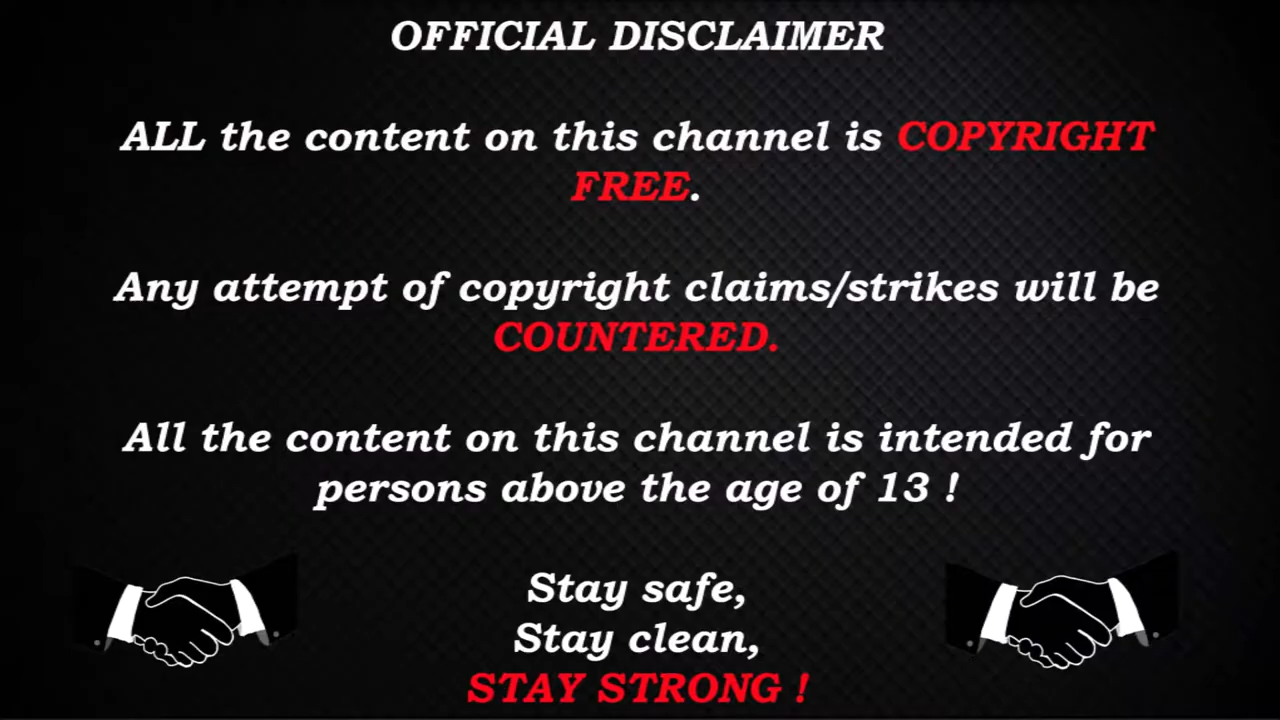 OFFICIAL DISCLAIMER
ALL the content on this channel is COPYRIGHT
FREE.
Any attempt of copyright claims/strikes will be
COUNTERED.
All the content on this channel is intended for
persons above the age of 13 !
Stay safe,
Stay clean,
STAY STRONG !